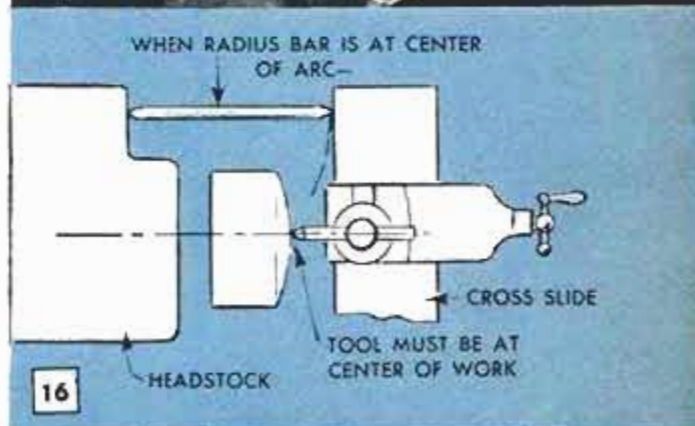 WHEN RADIUS BAR IS AT CENTER
OF ARC—
CROSS SLIDE
TOOL MUST BE AT
CENTER OF WORK
HEADSTOCK
16